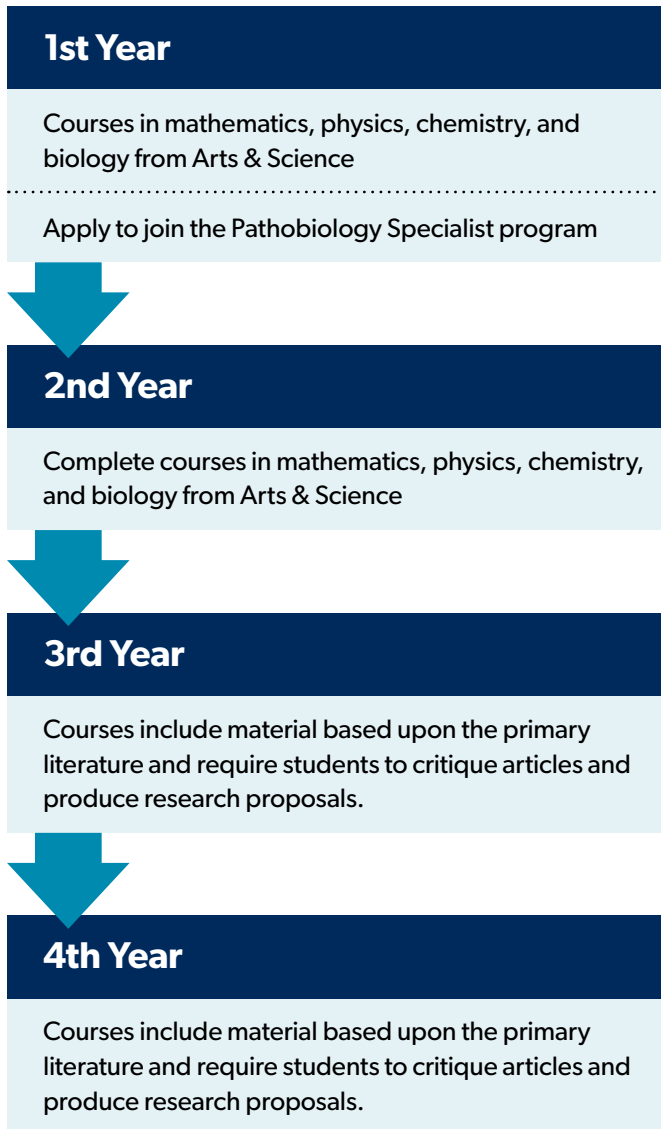 1st Year
Courses in mathematics, physics, chemistry, and
biology from Arts & Science
Apply to join the Pathobiology Specialist program
2nd Year
Complete courses in mathematics, physics, chemistry,
and biology from Arts & Science
3rd Year
Courses include material based upon the primary
literature and require students to critique articles and
produce research proposals.
4th Year
Courses include material based upon the primary
literature and require students to critique articles and
produce research proposals.